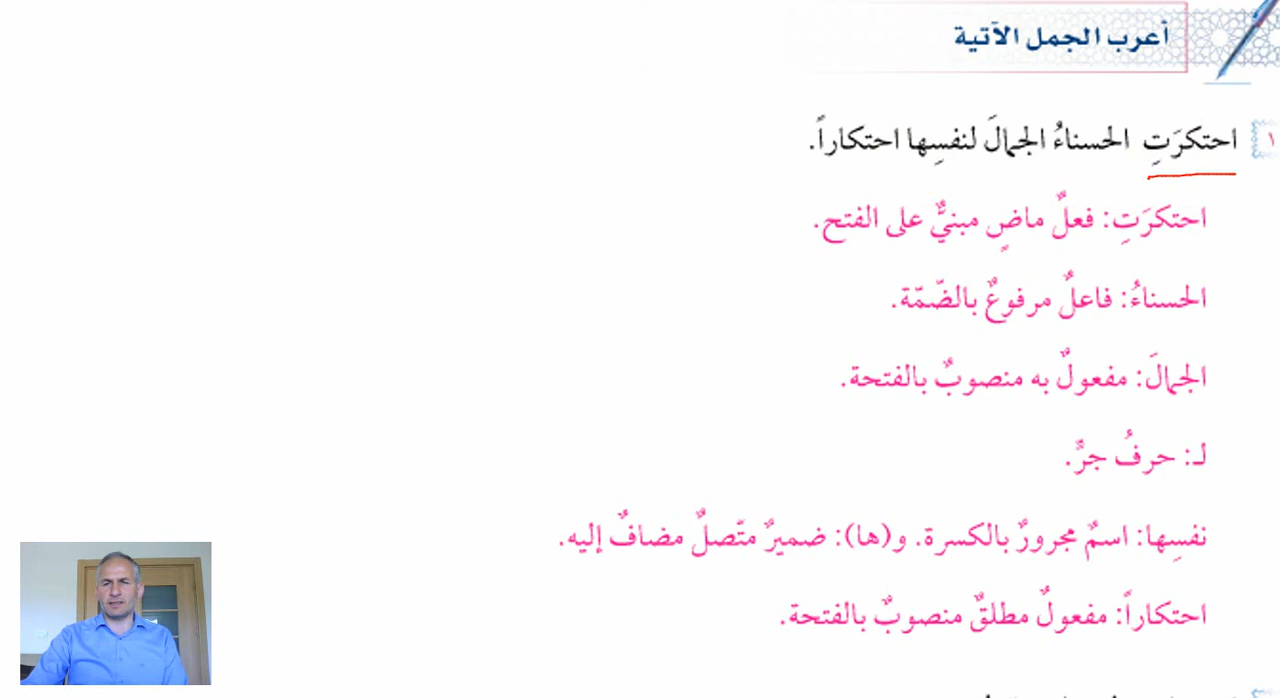 أعرب الجمل الآتية
١ احتكرَتِ الحسناءُ الجمالَ لنفسِها احتكاراً.
احتكرَتِ: فعلٌ ماضٍ مبنيٌّ على الفتح.
الحسناءُ: فاعلٌ مرفوعٌ بالضّمّة.
الجمالَ: مفعولٌ به منصوبٌ بالفتحة.
لـ: حرفُ جرٍّ.
نفسِها: اسمٌ مجرورٌ بالكسرة. و(ها): ضميرٌ متّصلٌ مضافٌ إليه.
احتكاراً: مفعولٌ مطلقٌ منصوبٌ بالفتحة.